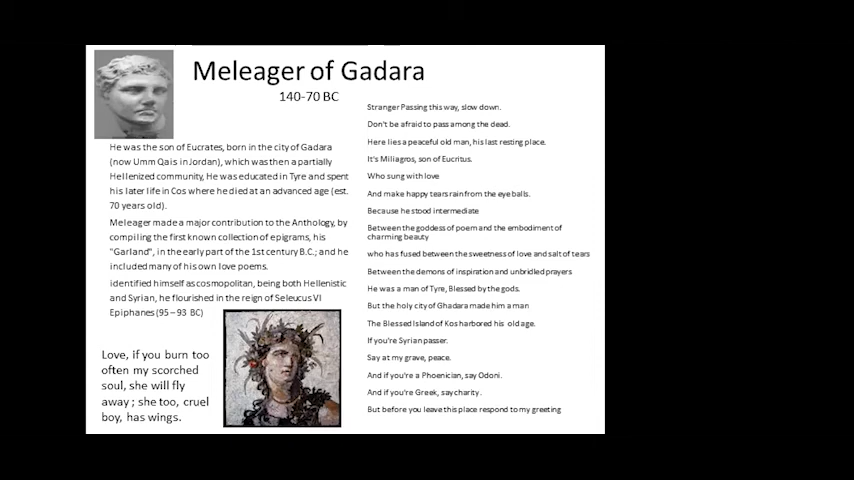 Meleager of Gadara
140-70 BC
He was the son of Eucrates, born in the city of Gadara
(now Umm Qais in Jordan), which was then a partially
Hellenized community, He was educated in Tyre and spent
his later life in Cos where he died at an advanced age (est.
70 years old).
Meleager made a major contribution to the Anthology, by
compiling the first known collection of epigrams, his
"Garland", in the early part of the 1st century B.C.; and he
included many of his own love poems.
identified himself as cosmopolitan, being both Hellenistic
and Syrian, he flourished in the reign of Seleucus VI
Epiphanes (95 – 93 BC)
Love, if you burn too
often my scorched
soul, she will fly
away ; she too, cruel
boy, has wings.
Stranger Passing this way, slow down.
Don't be afraid to pass among the dead.
Here lies a peaceful old man, his last resting place.
It's Miliagros, son of Eucritus.
Who sung with love
And make happy tears rain from the eye balls.
Because he stood intermediate
Between the goddess of poem and the embodiment of
charming beauty
who has fused between the sweetness of love and salt of tears
Between the demons of inspiration and unbridled prayers
He was a man of Tyre, Blessed by the gods.
But the holy city of Ghadara made him a man
The Blessed Island of Kos harbored his old age.
If you're Syrian passer.
Say at my grave, peace.
And if you're a Phoenician, say Odoni.
And if you're Greek, say charity.
But before you leave this place respond to my greeting